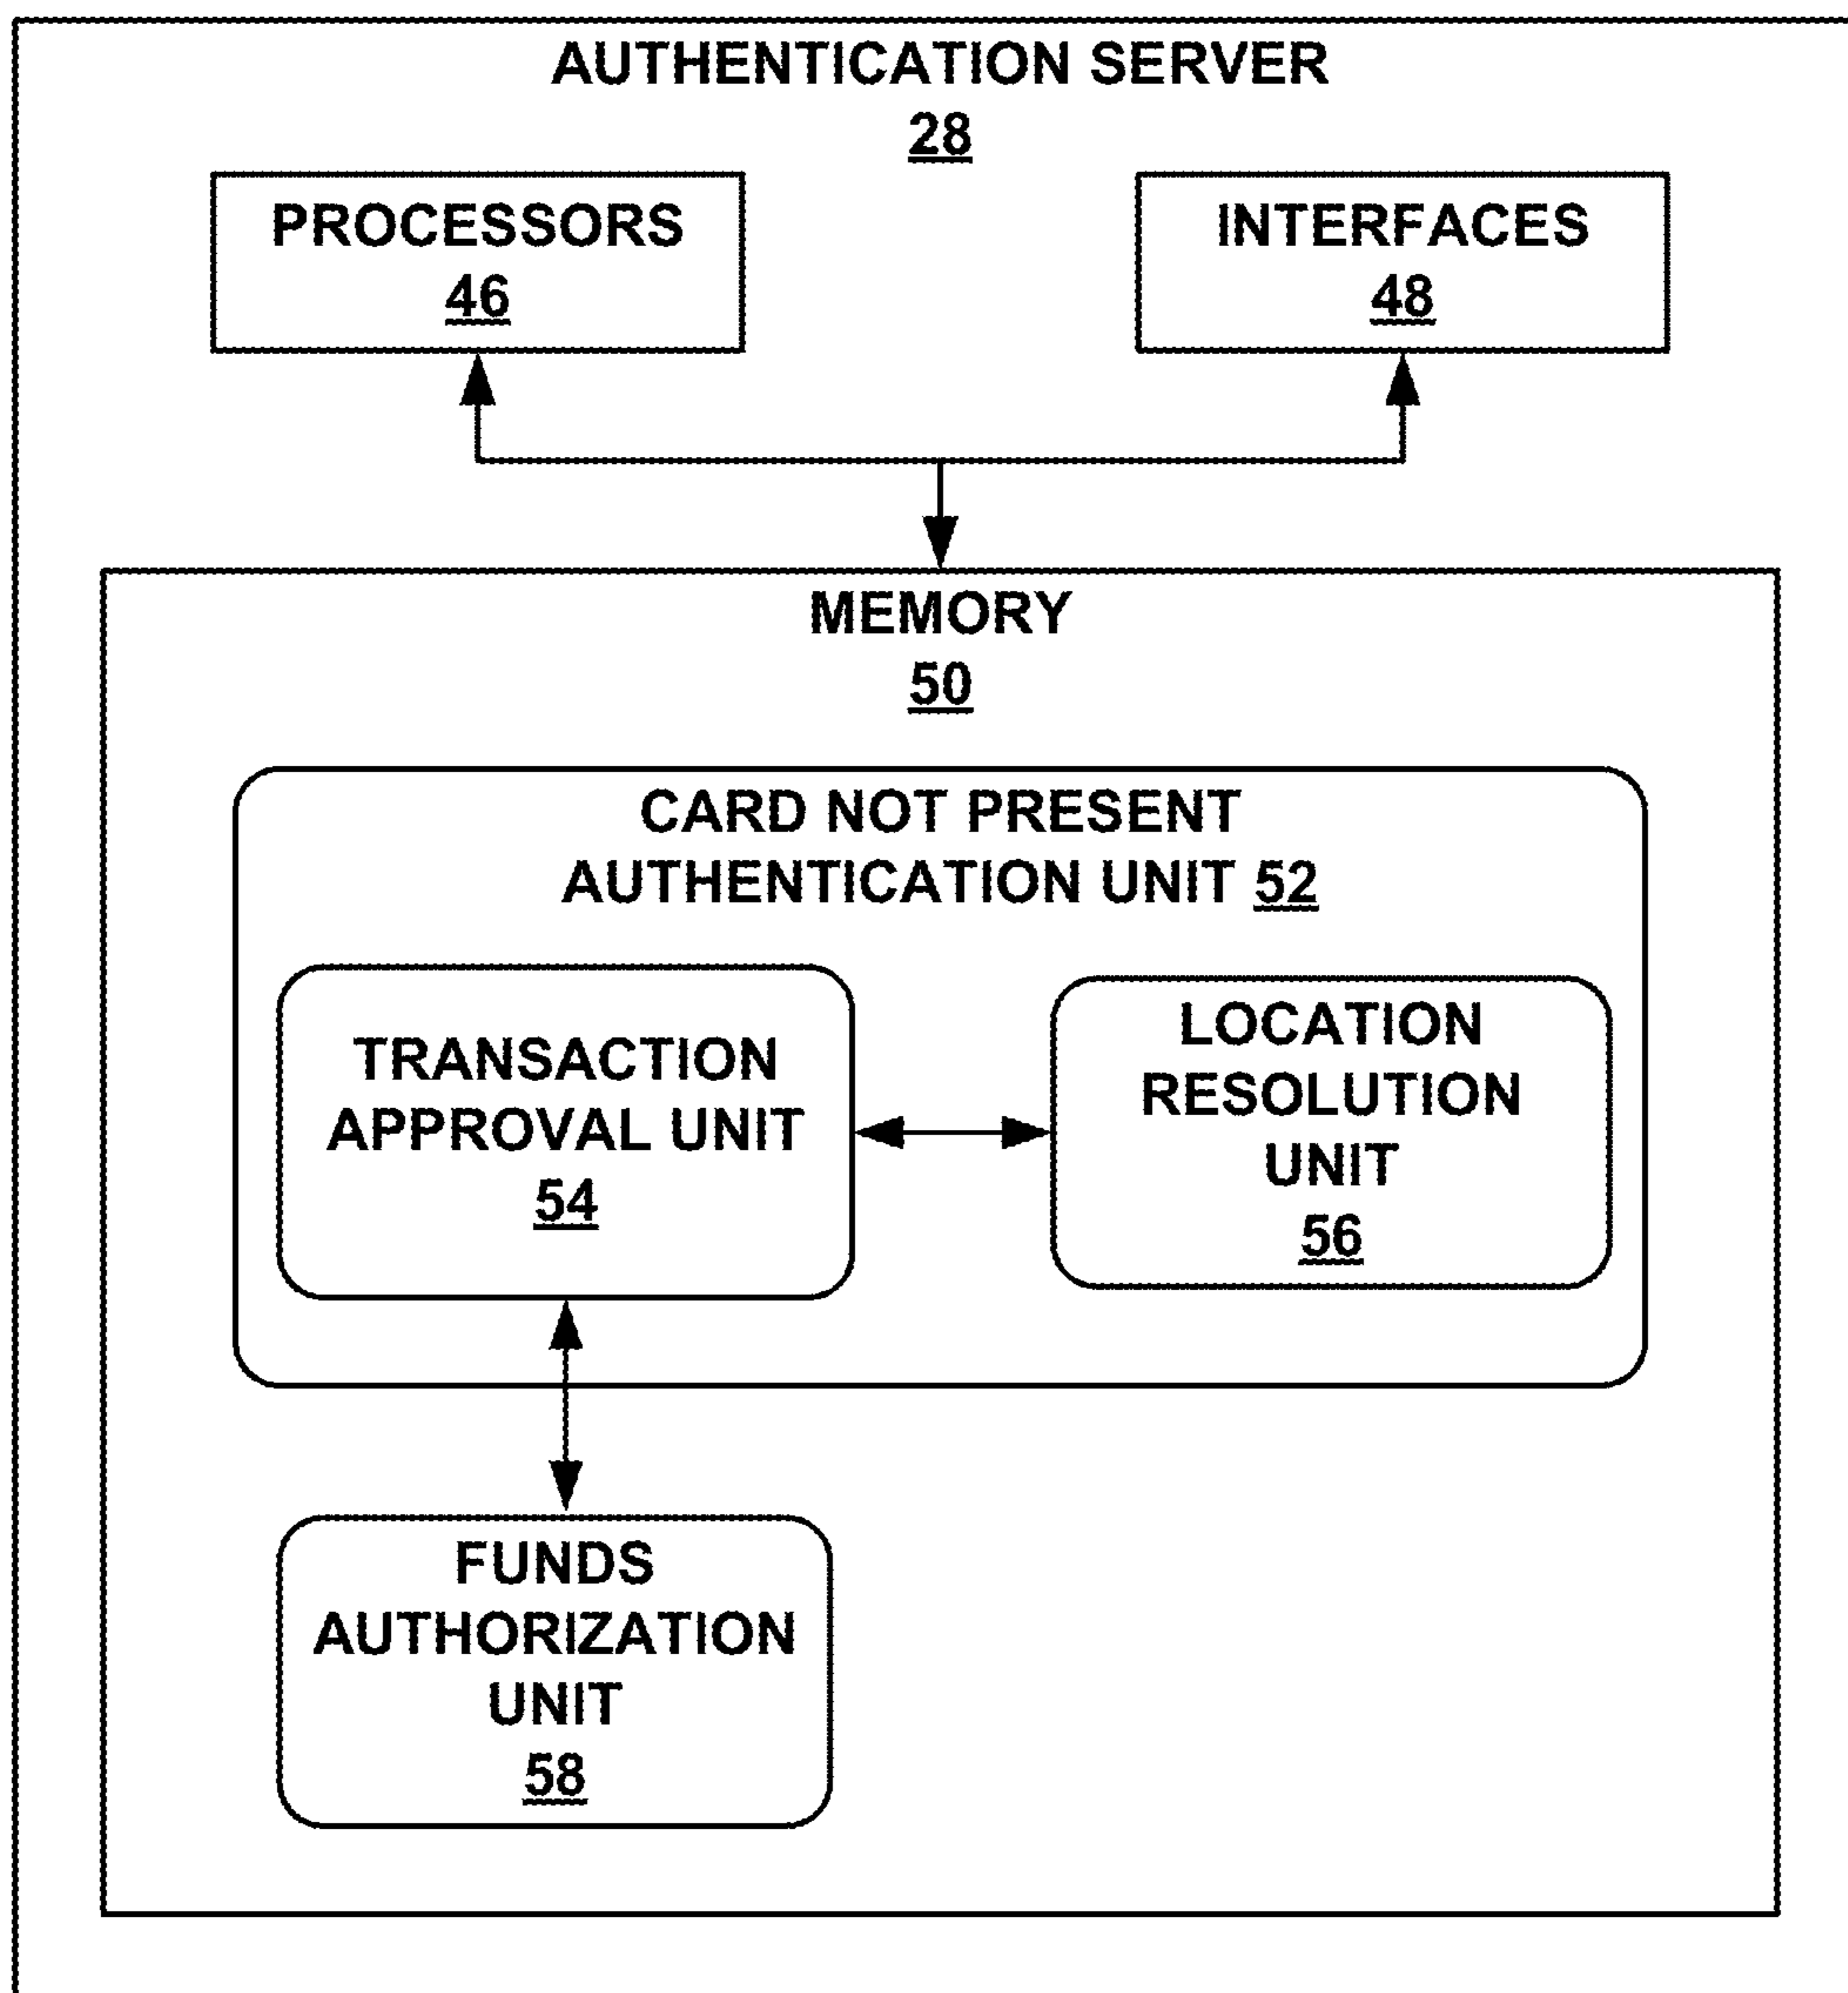 AUTHENTICATION SERVER
28
PROCESSORS
46
INTERFACES
48
MEMORY
50
CARD NOT PRESENT
AUTHENTICATION UNIT 52
TRANSACTION
APPROVAL UNIT
54
LOCATION
RESOLUTION
UNIT
56
FUNDS
AUTHORIZATION
UNIT
58